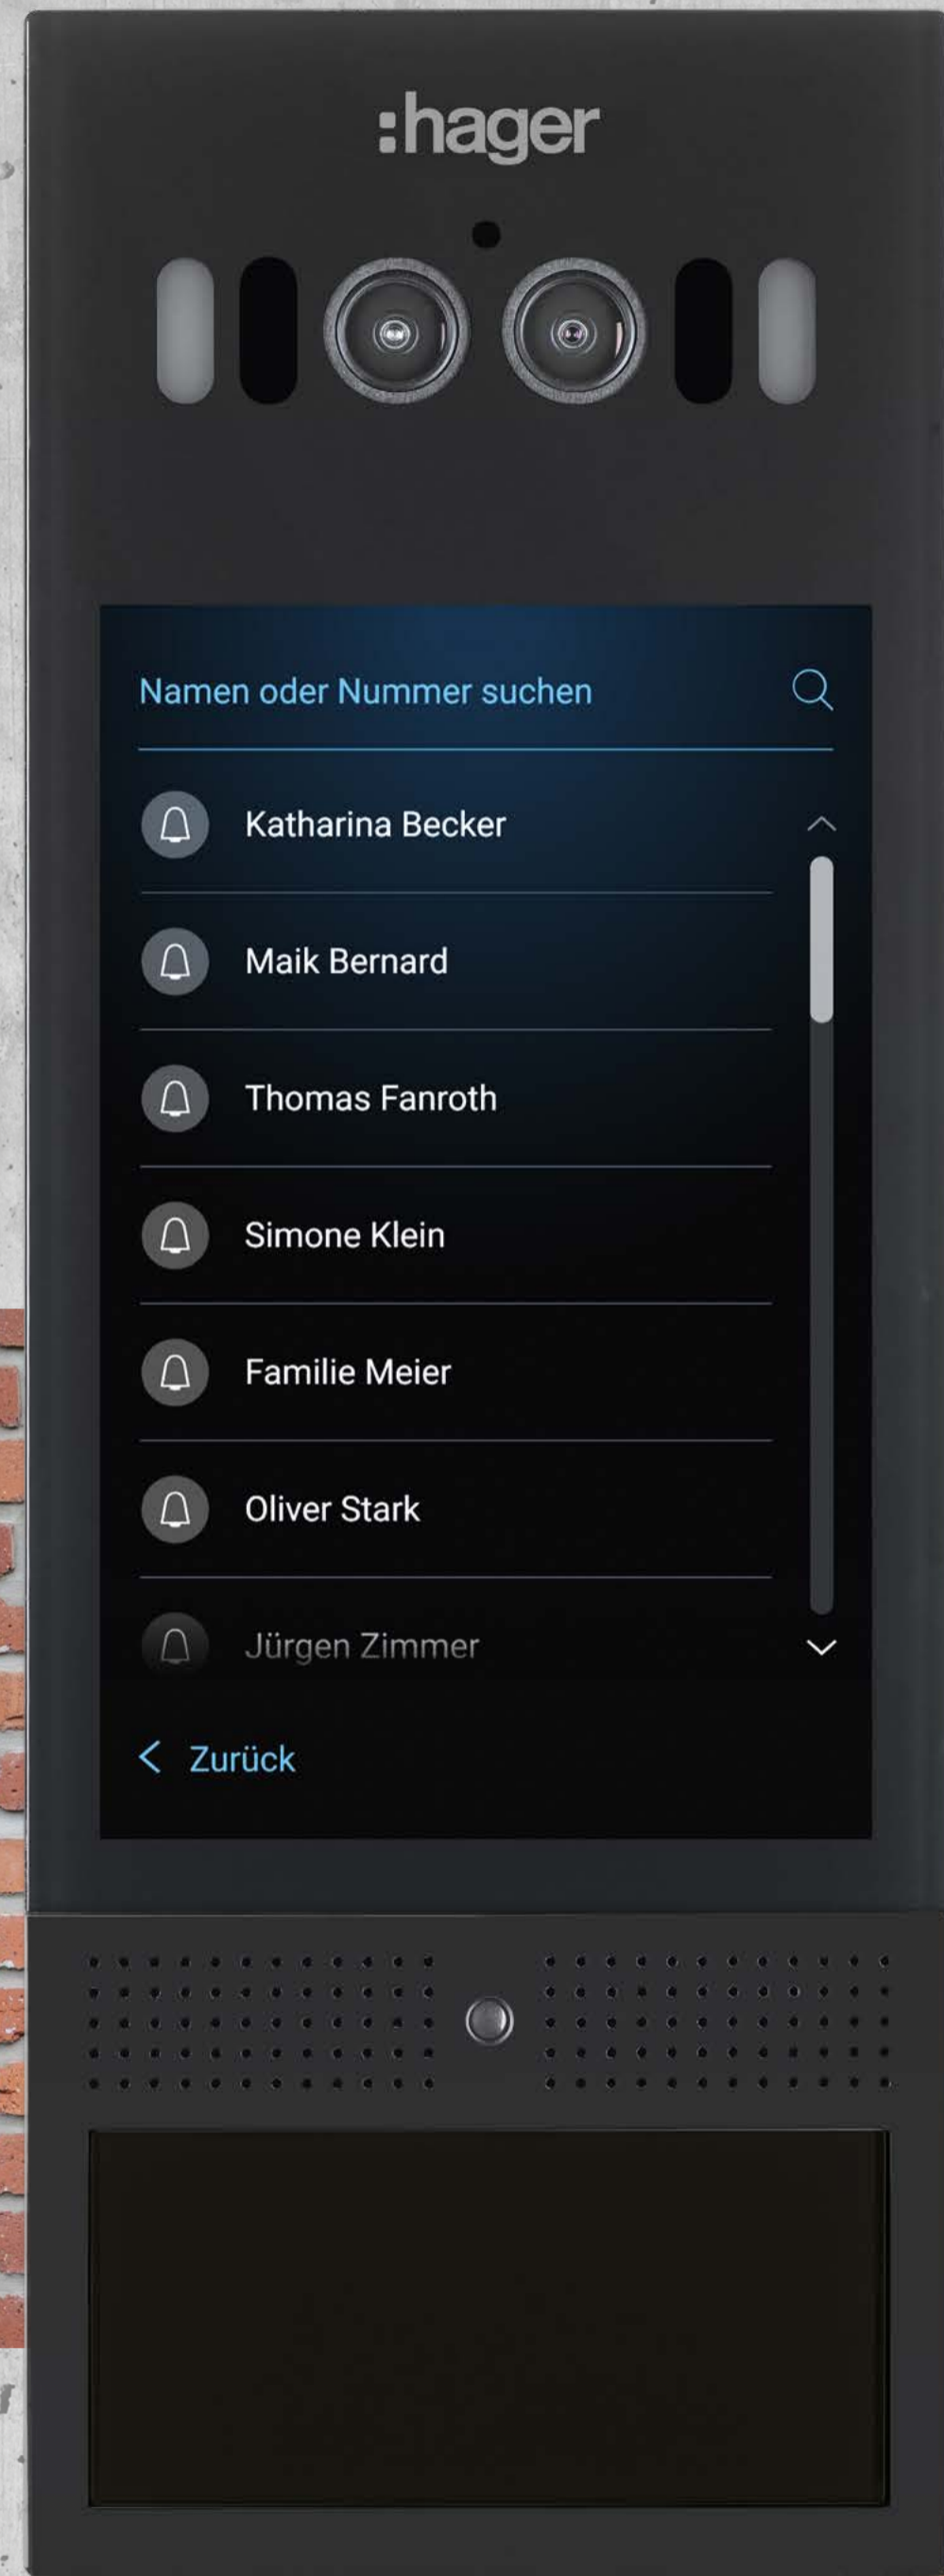 :hager
Namen oder Nummer suchen
Katharina Becker
Maik Bernard
Thomas Fanroth
Simone Klein
Familie Meier
Oliver Stark
Jürgen Zimmer
Zurück